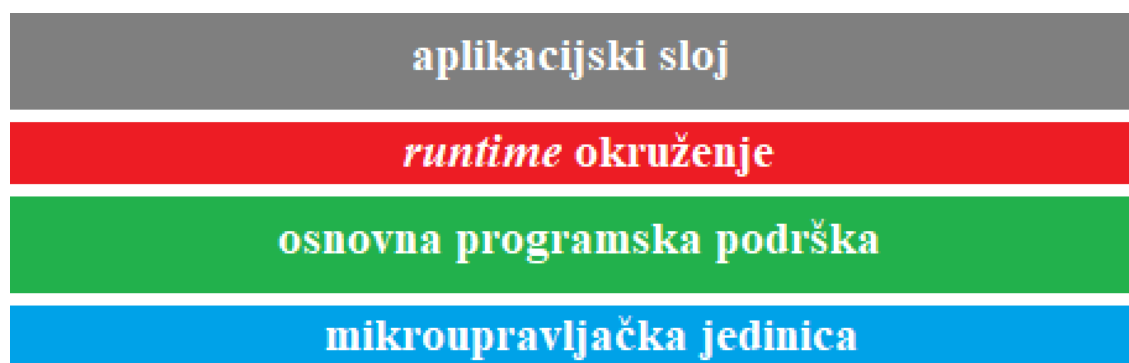 aplikacijski sloj
runtime okruženje
osnovna programska podrška
mikroupravljačka jedinica